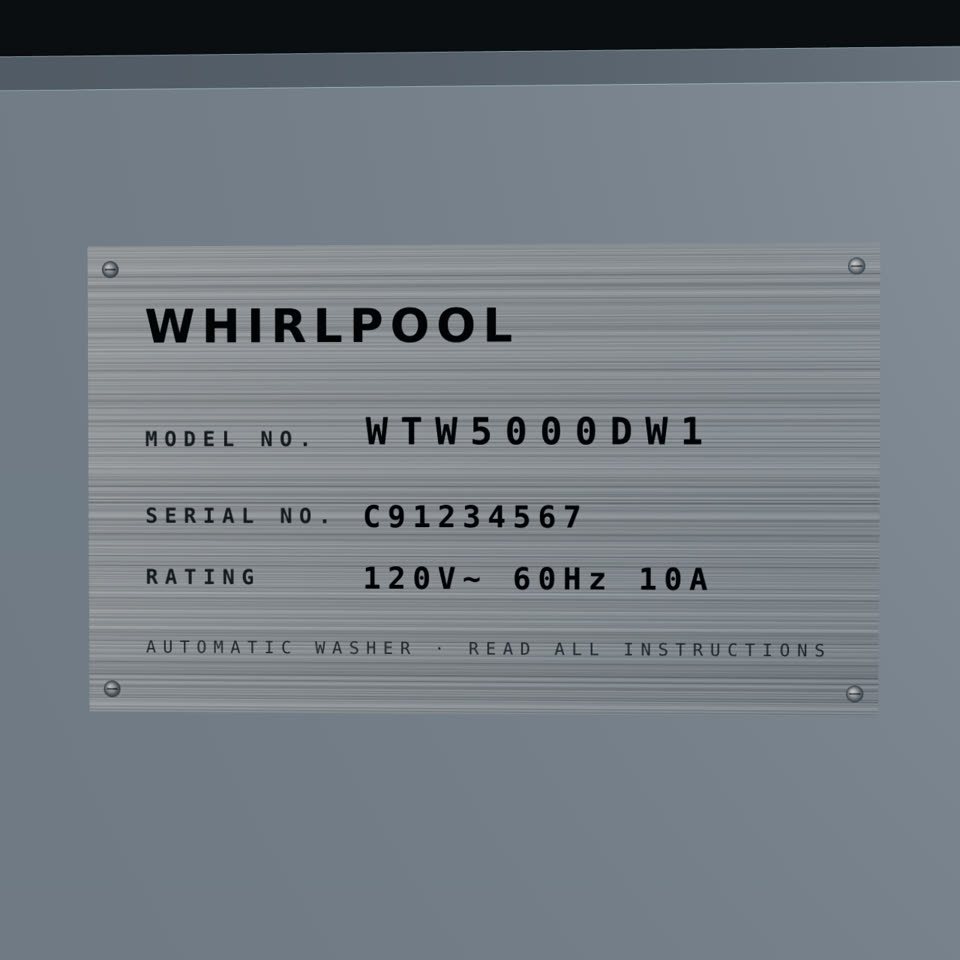 WHIRLPOOL
MODEL NO. WTW5000DW1
SERIAL NO. C91234567
RATING 120V~ 60Hz 10A
AUTOMATIC WASHER · READ ALL INSTRUCTIONS